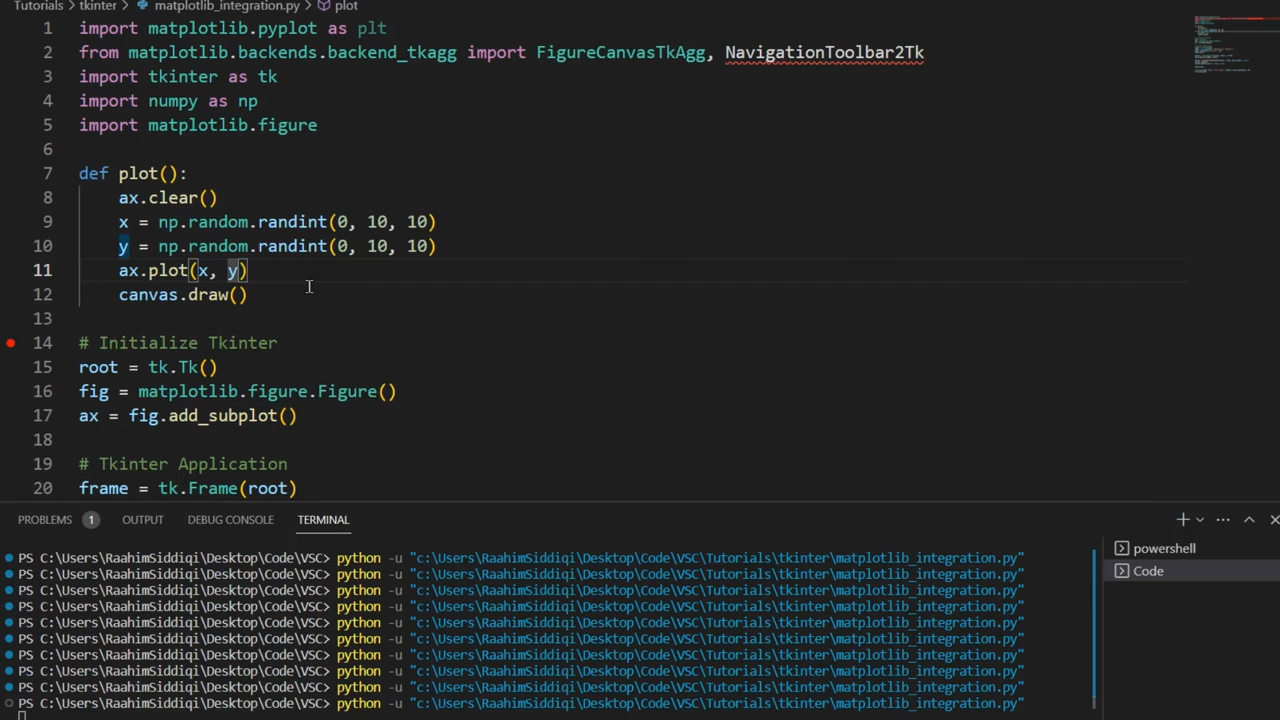 Tutorials > tkinter > matplotlib_integration.py > plot
1 import matplotlib.pyplot as plt
2 from matplotlib.backends.backend_tkagg import FigureCanvasTkAgg, NavigationToolbar2Tk
3 import tkinter as tk
4 import numpy as np
5 import matplotlib.figure
6
7 def plot():
8 ax.clear()
9 x = np.random.randint(0, 10, 10)
10 y = np.random.randint(0, 10, 10)
11 ax.plot(x, y)
12 canvas.draw()
13
14 # Initialize Tkinter
15 root = tk.Tk()
16 fig = matplotlib.figure.Figure()
17 ax = fig.add_subplot()
18
19 # Tkinter Application
20 frame = tk.Frame(root)
PROBLEMS 1 OUTPUT DEBUG CONSOLE TERMINAL
PS C:\Users\RaahimSiddiqi\Desktop\Code\VSC> python -u "c:\Users\RaahimSiddiqi\Desktop\Code\VSC\Tutorials\tkinter\matplotlib_integration.py"
PS C:\Users\RaahimSiddiqi\Desktop\Code\VSC> python -u "c:\Users\RaahimSiddiqi\Desktop\Code\VSC\Tutorials\tkinter\matplotlib_integration.py"
PS C:\Users\RaahimSiddiqi\Desktop\Code\VSC> python -u "c:\Users\RaahimSiddiqi\Desktop\Code\VSC\Tutorials\tkinter\matplotlib_integration.py"
PS C:\Users\RaahimSiddiqi\Desktop\Code\VSC> python -u "c:\Users\RaahimSiddiqi\Desktop\Code\VSC\Tutorials\tkinter\matplotlib_integration.py"
PS C:\Users\RaahimSiddiqi\Desktop\Code\VSC> python -u "c:\Users\RaahimSiddiqi\Desktop\Code\VSC\Tutorials\tkinter\matplotlib_integration.py"
PS C:\Users\RaahimSiddiqi\Desktop\Code\VSC> python -u "c:\Users\RaahimSiddiqi\Desktop\Code\VSC\Tutorials\tkinter\matplotlib_integration.py"
PS C:\Users\RaahimSiddiqi\Desktop\Code\VSC> python -u "c:\Users\RaahimSiddiqi\Desktop\Code\VSC\Tutorials\tkinter\matplotlib_integration.py"
PS C:\Users\RaahimSiddiqi\Desktop\Code\VSC> python -u "c:\Users\RaahimSiddiqi\Desktop\Code\VSC\Tutorials\tkinter\matplotlib_integration.py"
PS C:\Users\RaahimSiddiqi\Desktop\Code\VSC> python -u "c:\Users\RaahimSiddiqi\Desktop\Code\VSC\Tutorials\tkinter\matplotlib_integration.py"
PS C:\Users\RaahimSiddiqi\Desktop\Code\VSC> python -u "c:\Users\RaahimSiddiqi\Desktop\Code\VSC\Tutorials\tkinter\matplotlib_integration.py"
powershell
Code